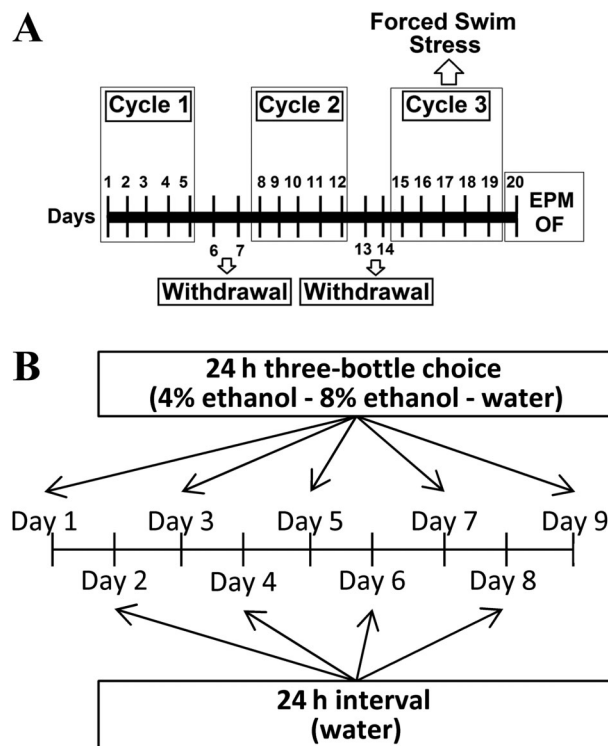 A
Forced Swim
Stress
Cycle 1
Cycle 2
Cycle 3
1 2 3 4 5 8 9 10 11 12 15 16 17 18 19 20
Days
EPM
OF
6 7 13 14
Withdrawal
Withdrawal
B
24 h three-bottle choice
(4% ethanol - 8% ethanol - water)
Day 1 Day 3 Day 5 Day 7 Day 9
Day 2 Day 4 Day 6 Day 8
24 h interval
(water)